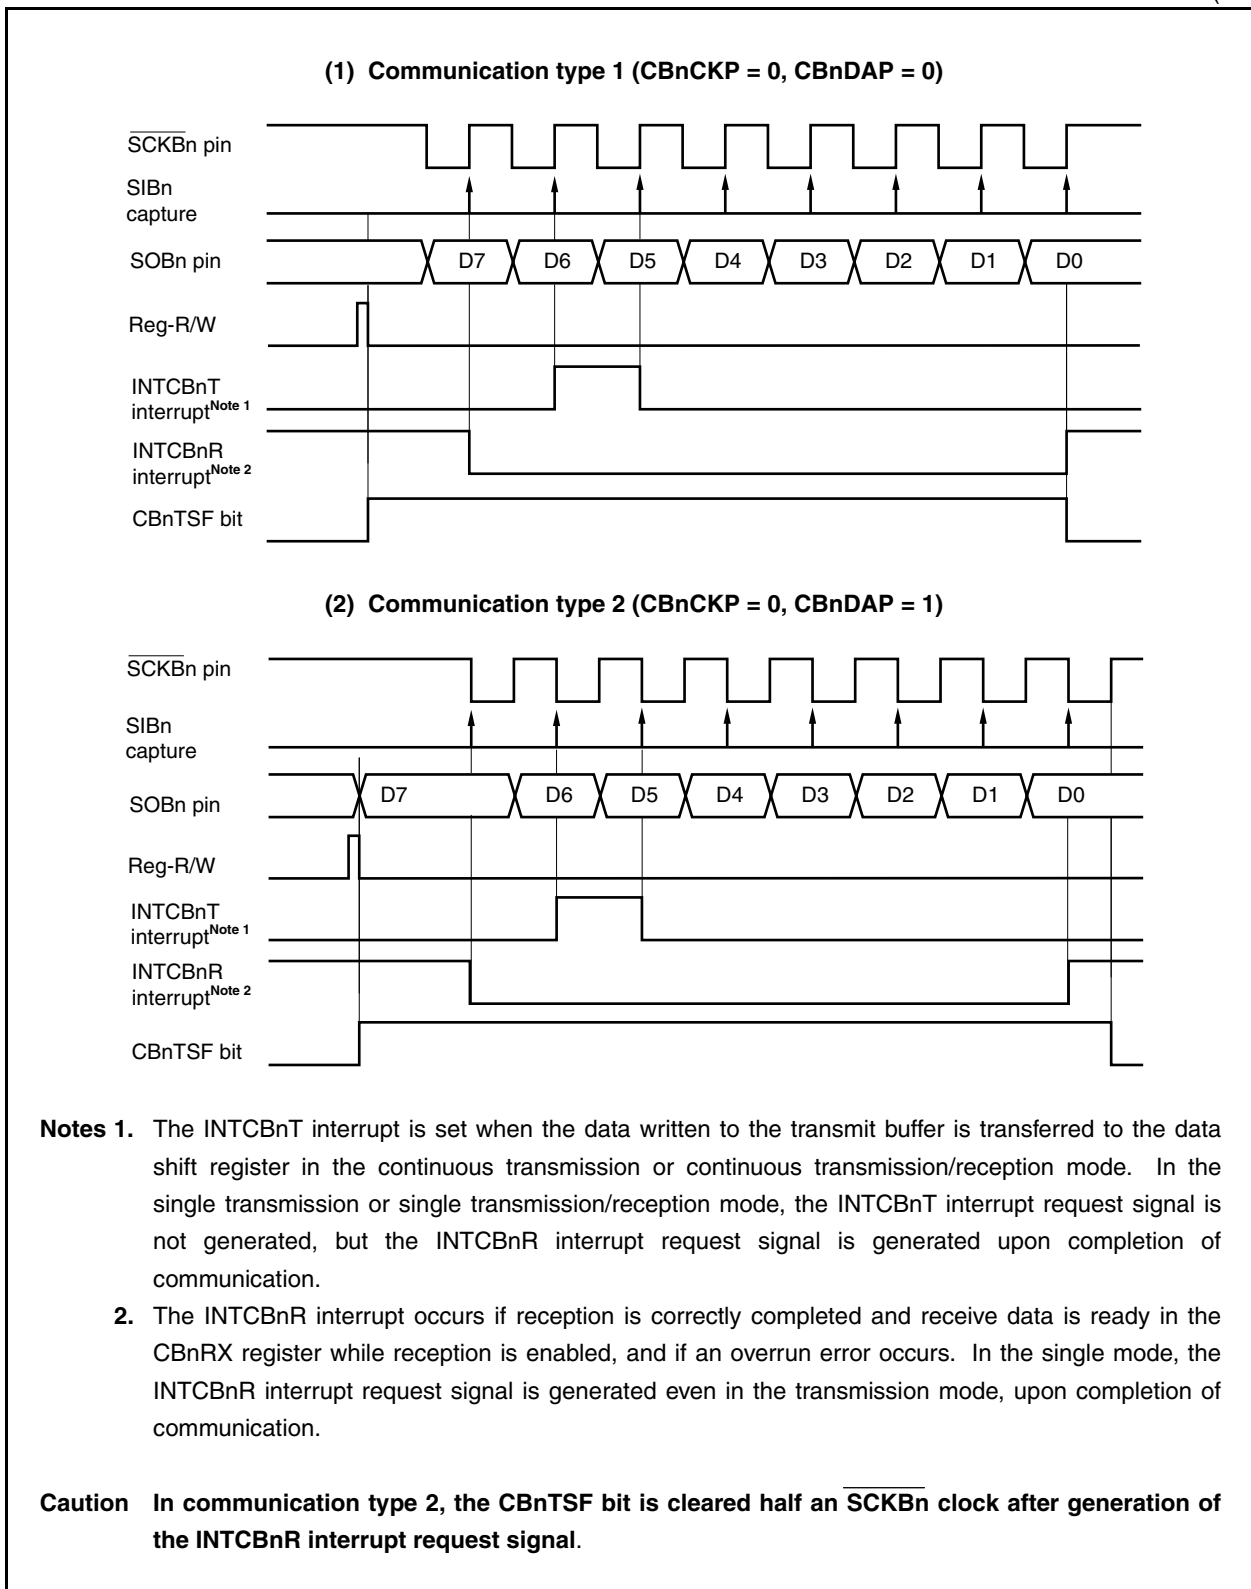 (1) Communication type 1 (CBnCKP = 0, CBnDAP = 0)
SCKBn pin
SIBn
capture
SOBn pin
D7 D6 D5 D4 D3 D2 D1 D0
Reg-R/W
INTCBnT
interruptNote 1
INTCBnR
interruptNote 2
CBnTSF bit
(2) Communication type 2 (CBnCKP = 0, CBnDAP = 1)
SCKBn pin
SIBn
capture
SOBn pin
D7 D6 D5 D4 D3 D2 D1 D0
Reg-R/W
INTCBnT
interruptNote 1
INTCBnR
interruptNote 2
CBnTSF bit
Notes 1. The INTCBnT interrupt is set when the data written to the transmit buffer is transferred to the data
shift register in the continuous transmission or continuous transmission/reception mode. In the
single transmission or single transmission/reception mode, the INTCBnT interrupt request signal is
not generated, but the INTCBnR interrupt request signal is generated upon completion of
communication.
2. The INTCBnR interrupt occurs if reception is correctly completed and receive data is ready in the
CBnRX register while reception is enabled, and if an overrun error occurs. In the single mode, the
INTCBnR interrupt request signal is generated even in the transmission mode, upon completion of
communication.
Caution In communication type 2, the CBnTSF bit is cleared half an SCKBn clock after generation of
the INTCBnR interrupt request signal.